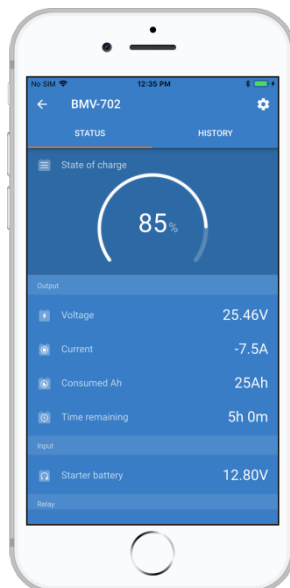 No SIM 12:35 PM
BMV-702
STATUS HISTORY
State of charge
85%
Output
Voltage 25.46V
Current -7.5A
Consumed Ah 25Ah
Time remaining 5h 0m
Input
Starter battery 12.80V
Relay